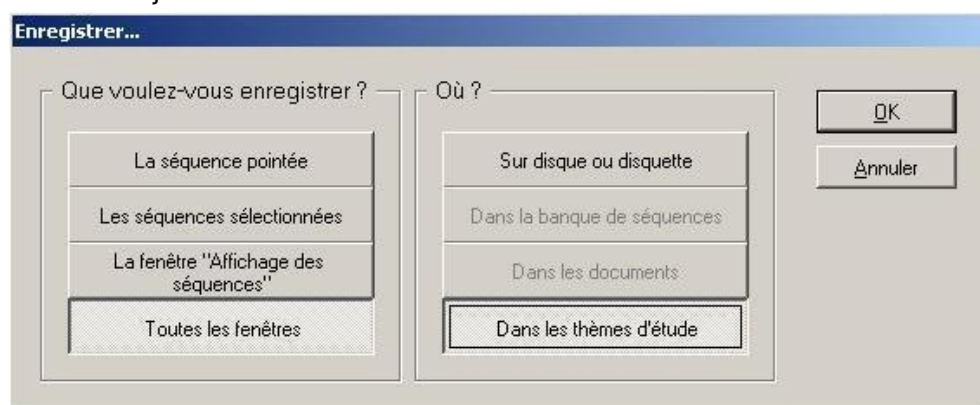 Enregistrer...
Que voulez-vous enregistrer ?
La séquence pointée
Les séquences sélectionnées
La fenêtre "Affichage des
séquences"
Toutes les fenêtres
Où ?
Sur disque ou disquette
Dans la banque de séquences
Dans les documents
Dans les thèmes d'étude
OK
Annuler